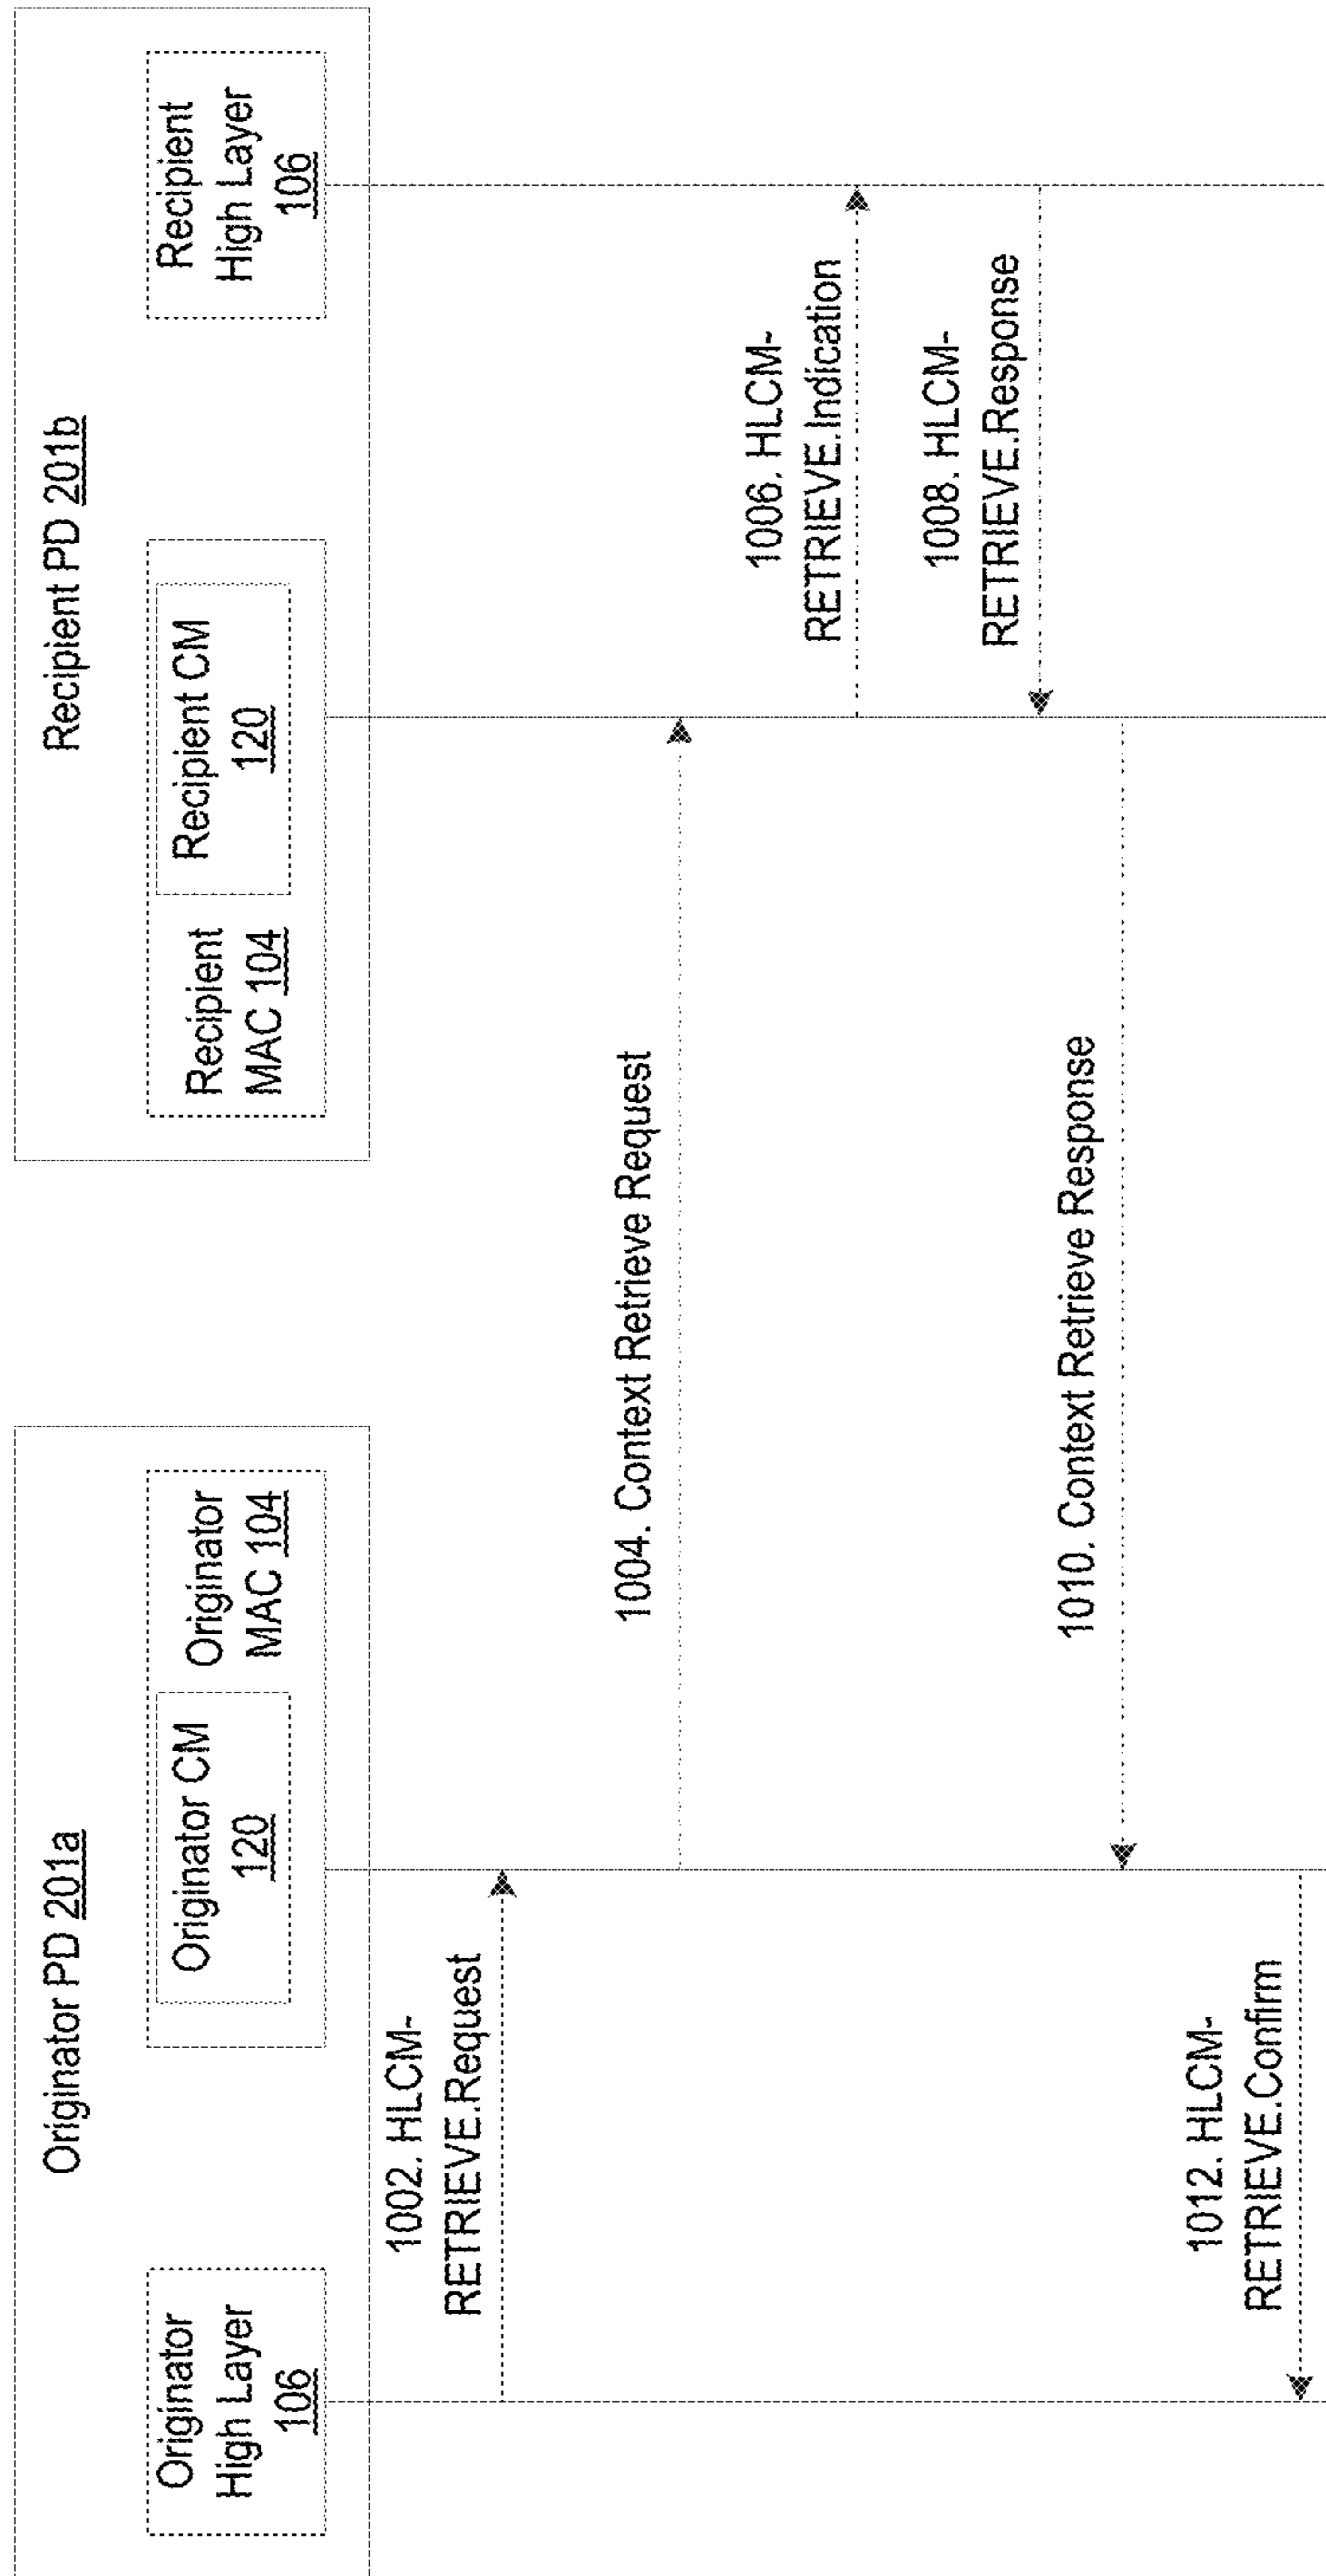 Originator PD 201a
Originator
High Layer
106
Originator CM
120
Originator
MAC 104
Recipient PD 201b
Recipient
MAC 104
Recipient CM
120
Recipient
High Layer
106
1002. HLCM-
RETRIEVE.Request
1004. Context Retrieve Request
1006. HLCM-
RETRIEVE.Indication
1008. HLCM-
RETRIEVE.Response
1010. Context Retrieve Response
1012. HLCM-
RETRIEVE.Confirm